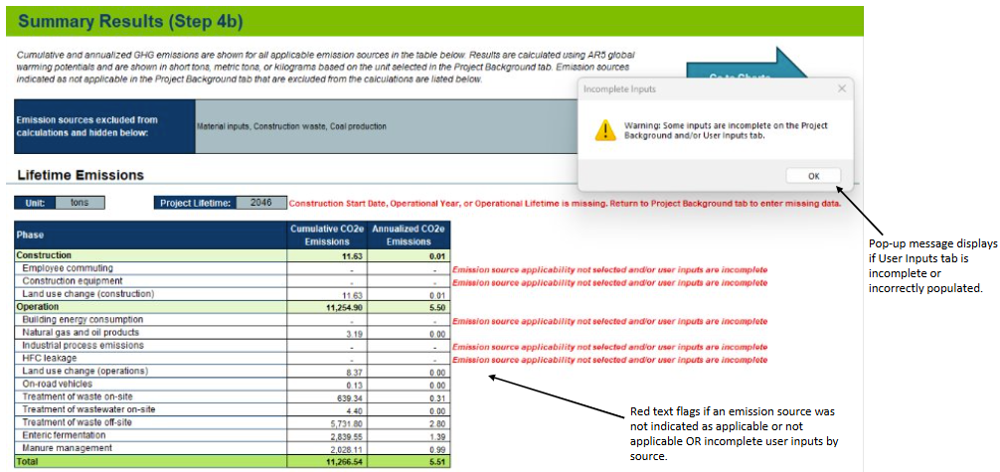 Summary Results (Step 4b)
Cumulative and annualized GHG emissions are shown for all applicable emission sources in the table below. Results are calculated using AR5 global
warming potentials and are shown in short tons, metric tons, or kilograms based on the unit selected in the Project Background tab. Emission sources
indicated as not applicable in the Project Background tab that are excluded from the calculations are listed below.
Go to Charts
Incomplete Inputs
Warning: Some inputs are incomplete on the Project
Background and/or User Inputs tab.
OK
Emission sources excluded from
calculations and hidden below:
Material inputs, Construction waste, Coal production
Lifetime Emissions
Unit: tons Project Lifetime: 2046 Construction Start Date, Operational Year, or Operational Lifetime is missing. Return to Project Background tab to enter missing data.
Phase Cumulative CO2e Emissions Annualized CO2e Emissions
Construction 11.63 0.01
Employee commuting - - Emission source applicability not selected and/or user inputs are incomplete
Construction equipment - - Emission source applicability not selected and/or user inputs are incomplete
Land use change (construction) 11.63 0.01
Operation 11,254.90 5.50
Building energy consumption - - Emission source applicability not selected and/or user inputs are incomplete
Natural gas and oil products 3.19 0.00
Industrial process emissions - - Emission source applicability not selected and/or user inputs are incomplete
HFC leakage - - Emission source applicability not selected and/or user inputs are incomplete
Land use change (operations) 8.37 0.00
On-road vehicles 0.13 0.00
Treatment of waste on-site 639.34 0.31
Treatment of wastewater on-site 4.40 0.00
Treatment of waste off-site 5,731.80 2.80
Enteric fermentation 2,839.55 1.39
Manure management 2,028.11 0.99
Total 11,266.54 5.51
Pop-up message displays
if User Inputs tab is
incomplete or
incorrectly populated.
Red text flags if an emission source was
not indicated as applicable or not
applicable OR incomplete user inputs by
source.